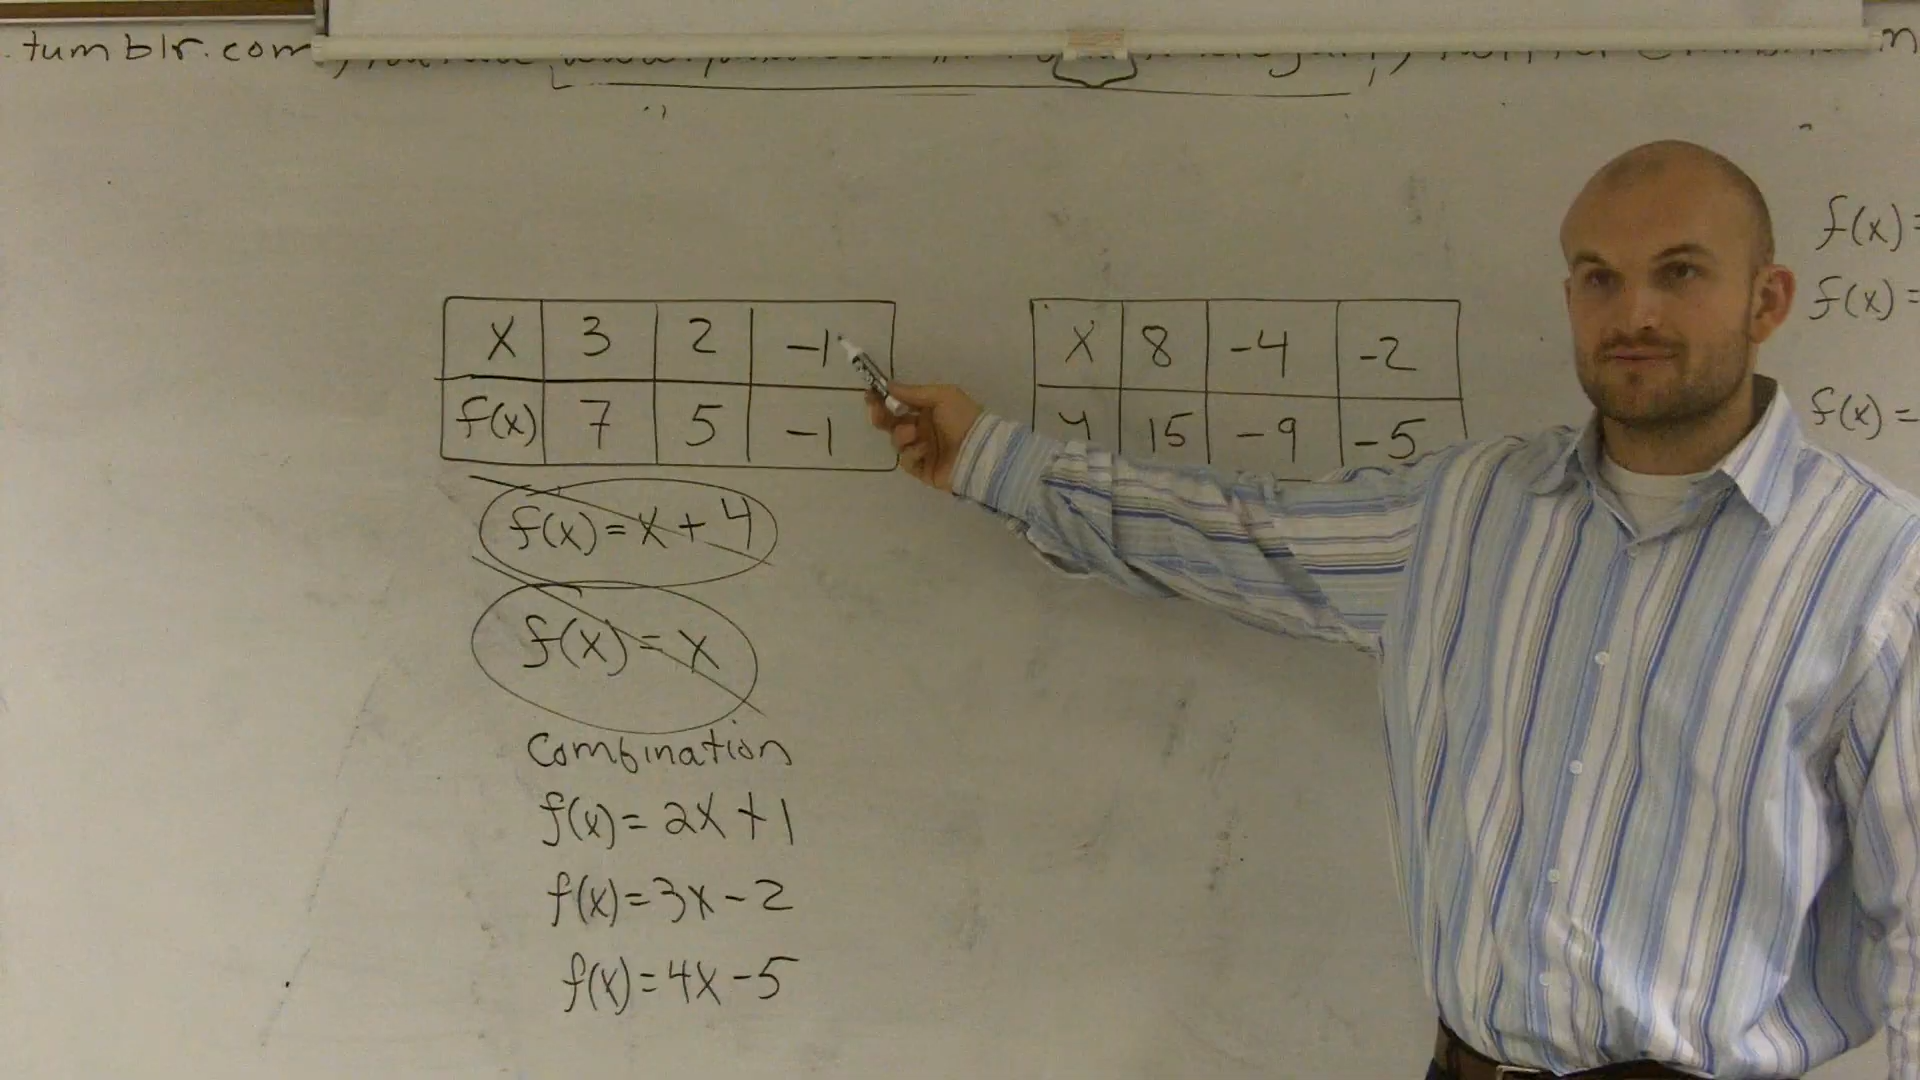 .tumblr.com
X 3 2 -1
f(x) 7 5 -1
f(x)=x+4
f(x)=x
Combination
f(x)=2x+1
f(x)=3x-2
f(x)=4x-5
X 8 -4 -2
y 15 -9 -5
f(x)=
f(x)=
f(x)=